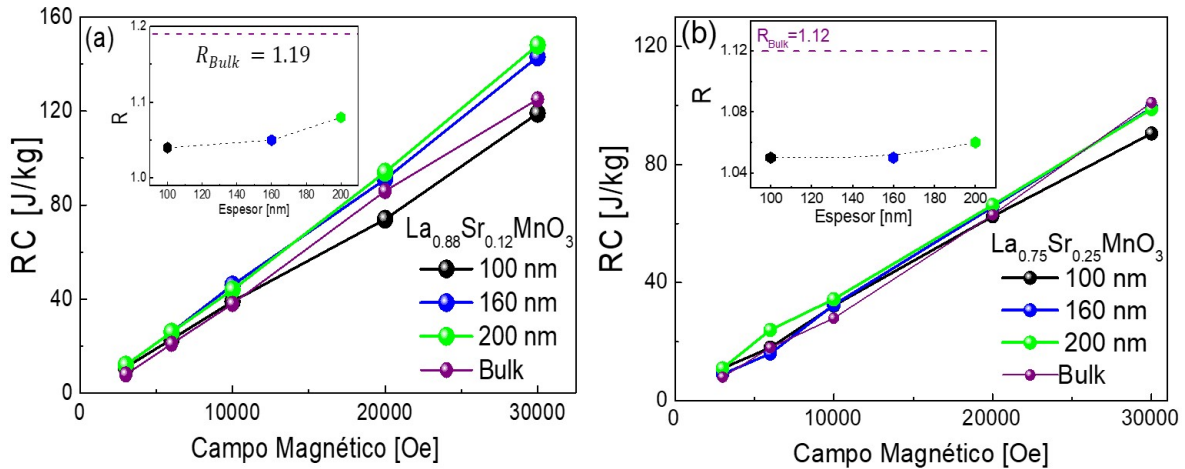 (a)
RC [J/kg]
160
120
80
40
0
0
10000
20000
30000
Campo Magnético [Oe]
R
1.2
1.1
1.0
100 120 140 160 180 200
Espesor [nm]
R_Bulk = 1.19
La0.88Sr0.12MnO3
100 nm
160 nm
200 nm
Bulk
(b)
RC [J/kg]
120
80
40
0
0
10000
20000
30000
Campo Magnético [Oe]
R
1.12
1.08
1.04
100 120 140 160 180 200
Espesor [nm]
R_Bulk=1.12
La0.75Sr0.25MnO3
100 nm
160 nm
200 nm
Bulk